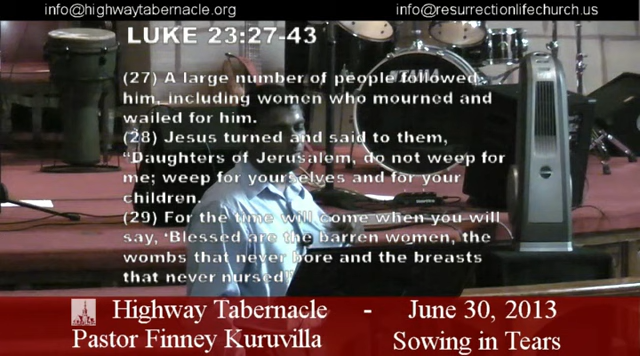 info@highwaytabernacle.org info@resurrectionlifechurch.us
LUKE 23:27-43
(27) A large number of people followed
him, including women who mourned and
wailed for him.
(28) Jesus turned and said to them,
“Daughters of Jerusalem, do not weep for
me; weep for yourselves and for your
children.
(29) For the time will come when you will
say, ‘Blessed are the barren women, the
wombs that never bore and the breasts
that never nursed!’
Highway Tabernacle - June 30, 2013
Pastor Finney Kuruvilla Sowing in Tears